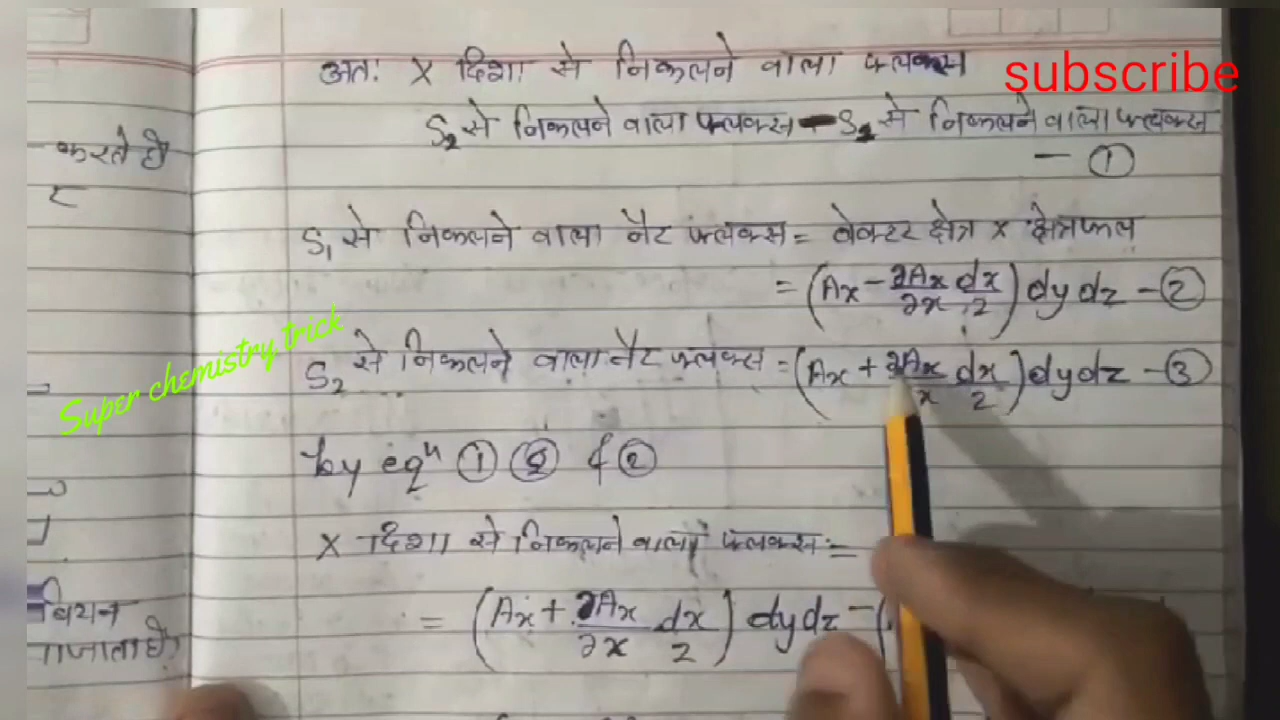 अतः X दिशा से निकलने वाला फ्लक्स
subscribe
S₂ से निकलने वाला फ्लक्स - S₁ से निकलने वाला फ्लक्स
- ①
करते है
S₁ से निकलने वाला नैट फ्लक्स = वेक्टर क्षेत्र x क्षेत्रफल
= (Ax - ∂Ax/∂x dx/2) dy dz - ②
Super chemistry trick
S₂ से निकलने वाला नैट फ्लक्स = (Ax + ∂Ax/∂x dx/2) dy dz - ③
by eqⁿ ① ③ & ②
X दिशा से निकलने वाला फ्लक्स :=
= (Ax + ∂Ax/∂x dx/2) dy dz - (
जाता है